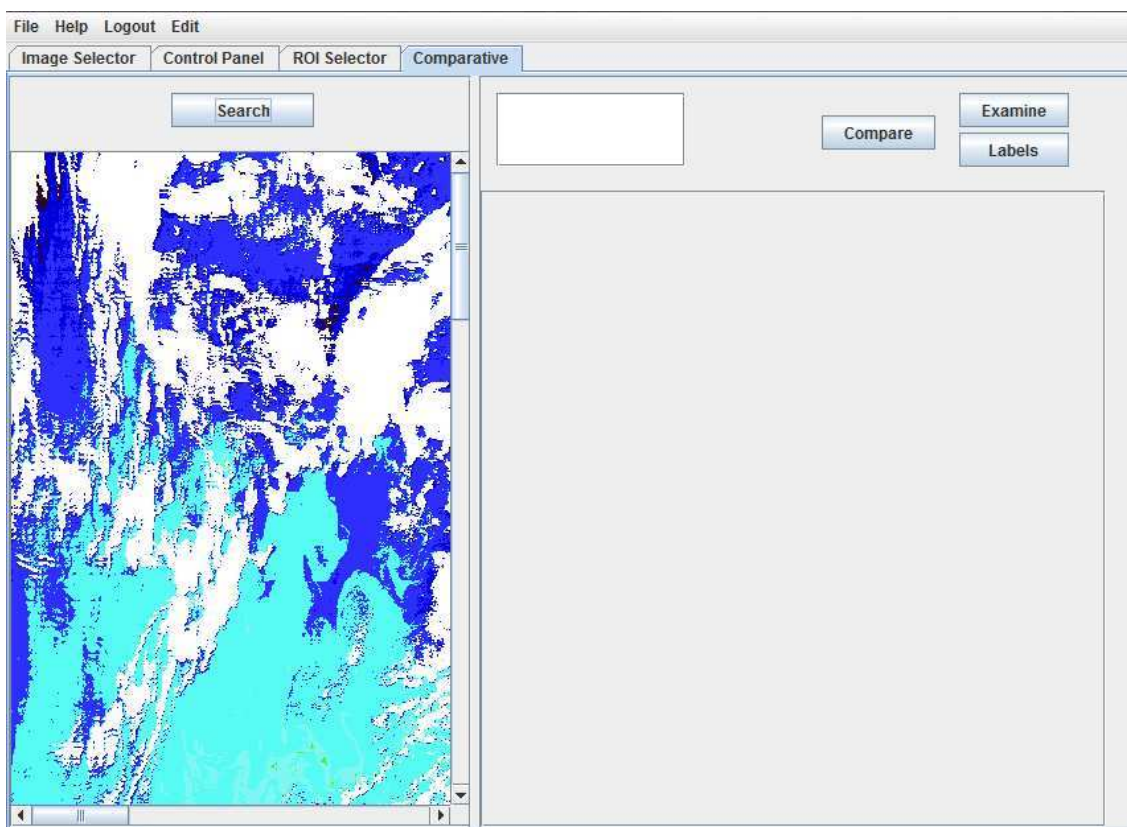 File Help Logout Edit
Image Selector Control Panel ROI Selector Comparative
Search
Compare
Examine
Labels